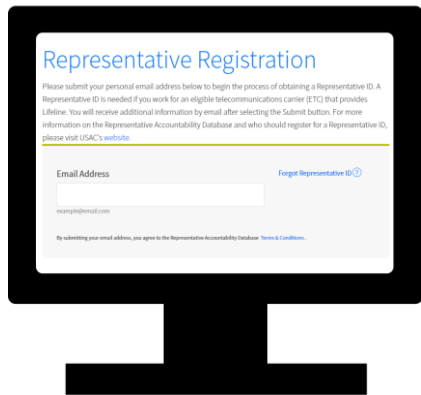 Representative Registration
Please submit your personal email address below to begin the process of obtaining a Representative ID. A
Representative ID is needed if you work for an eligible telecommunications carrier (ETC) that provides
Lifeline. You will receive additional information by email after selecting the Submit button. For more
information on the Representative Accountability Database and who should register for a Representative ID,
please visit USAC's website.
Email Address
Forgot Representative ID ?
example@email.com
By submitting your email address, you agree to the Representative Accountability Database Terms & Conditions.